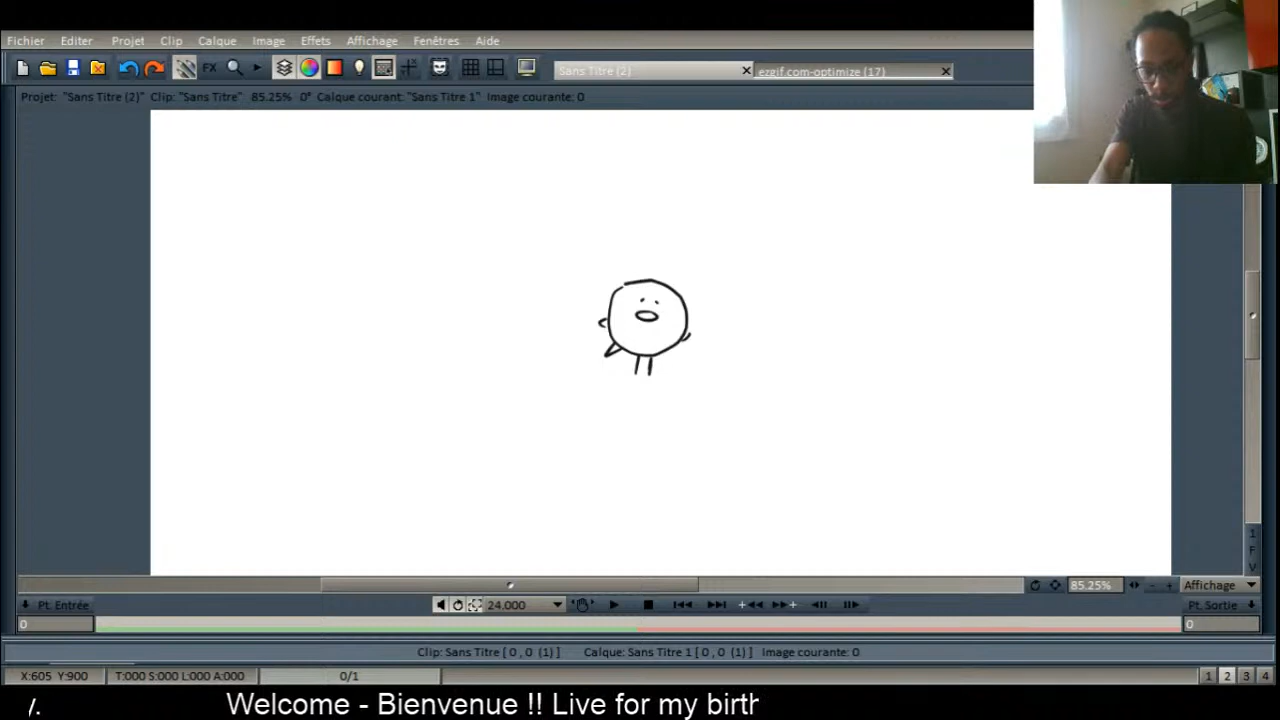 Fichier Editer Projet Clip Calque Image Effets Affichage Fenêtres Aide
FX Sans Titre (2) ezgif.com-optimize (17)
Projet: "Sans Titre (2)" Clip: "Sans Titre" 85.25% 0° Calque courant: "Sans Titre 1" Image courante: 0
1
F
V
85.25% Affichage
Pt. Entrée 24.000 Pt. Sortie
0 0
Clip: Sans Titre [ 0 , 0 (1) ] Calque: Sans Titre 1 [ 0 , 0 (1) ] Image courante: 0
X:605 Y:900 T:000 S:000 L:000 A:000 0/1 1 2 3 4
Welcome - Bienvenue !! Live for my birth